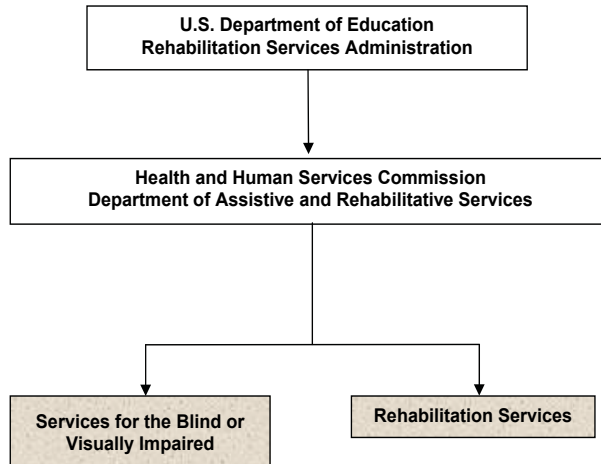 U.S. Department of Education
Rehabilitation Services Administration
Health and Human Services Commission
Department of Assistive and Rehabilitative Services
Services for the Blind or
Visually Impaired
Rehabilitation Services